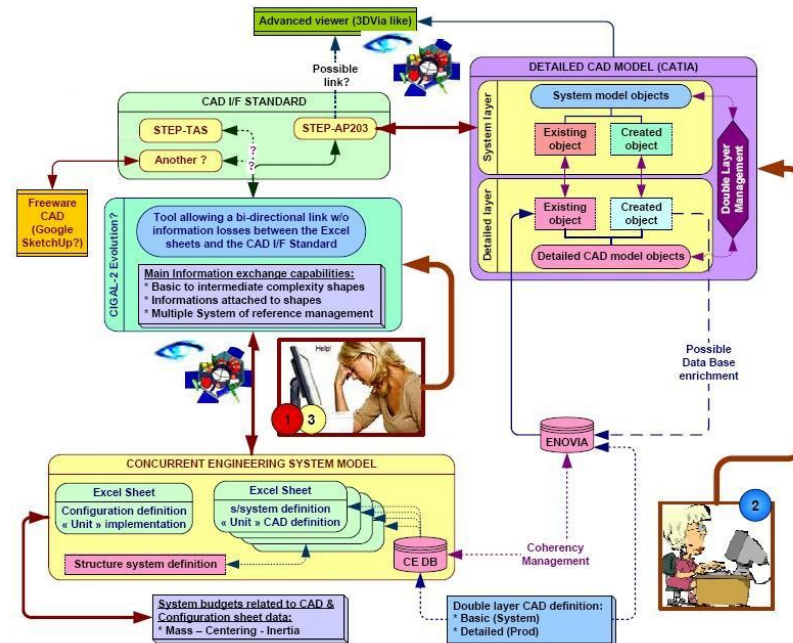 Advanced viewer (3DVia like)
Possible
link?
CAD I/F STANDARD
STEP-TAS
STEP-AP203
Another ?
?
?
Freeware
CAD
(Google
SketchUp?)
DETAILED CAD MODEL (CATIA)
System layer
System model objects
Existing
object
Created
object
Double Layer
Management
Detailed layer
Existing
object
Created
object
Detailed CAD model objects
CIGAL-2 Evolution?
Tool allowing a bi-directional link w/o
information losses between the Excel
sheets and the CAD I/F Standard
Main Information exchange capabilities:
* Basic to intermediate complexity shapes
* Informations attached to shapes
* Multiple System of reference management
Help!
1
3
Possible
Data Base
enrichment
ENOVIA
2
CONCURRENT ENGINEERING SYSTEM MODEL
Excel Sheet
Configuration definition
« Unit » implementation
Excel Sheet
s/system definition
« Unit » CAD definition
Structure system definition
CE DB
Coherency
Management
System budgets related to CAD &
Configuration sheet data:
* Mass – Centering - Inertia
Double layer CAD definition:
* Basic (System)
* Detailed (Prod)